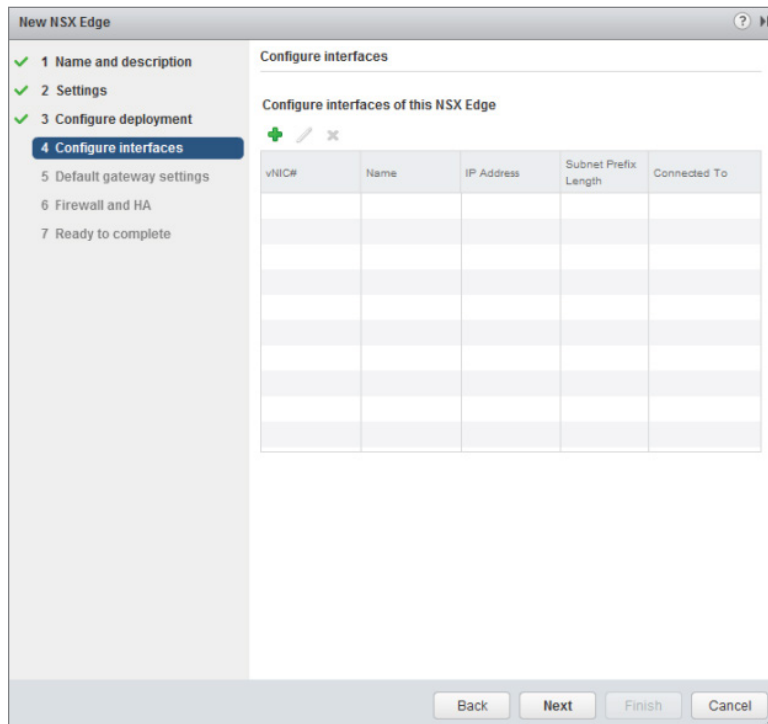 New NSX Edge
?
1 Name and description
2 Settings
3 Configure deployment
4 Configure interfaces
5 Default gateway settings
6 Firewall and HA
7 Ready to complete
Configure interfaces
Configure interfaces of this NSX Edge
vNIC# Name IP Address Subnet Prefix Length Connected To
Back Next Finish Cancel